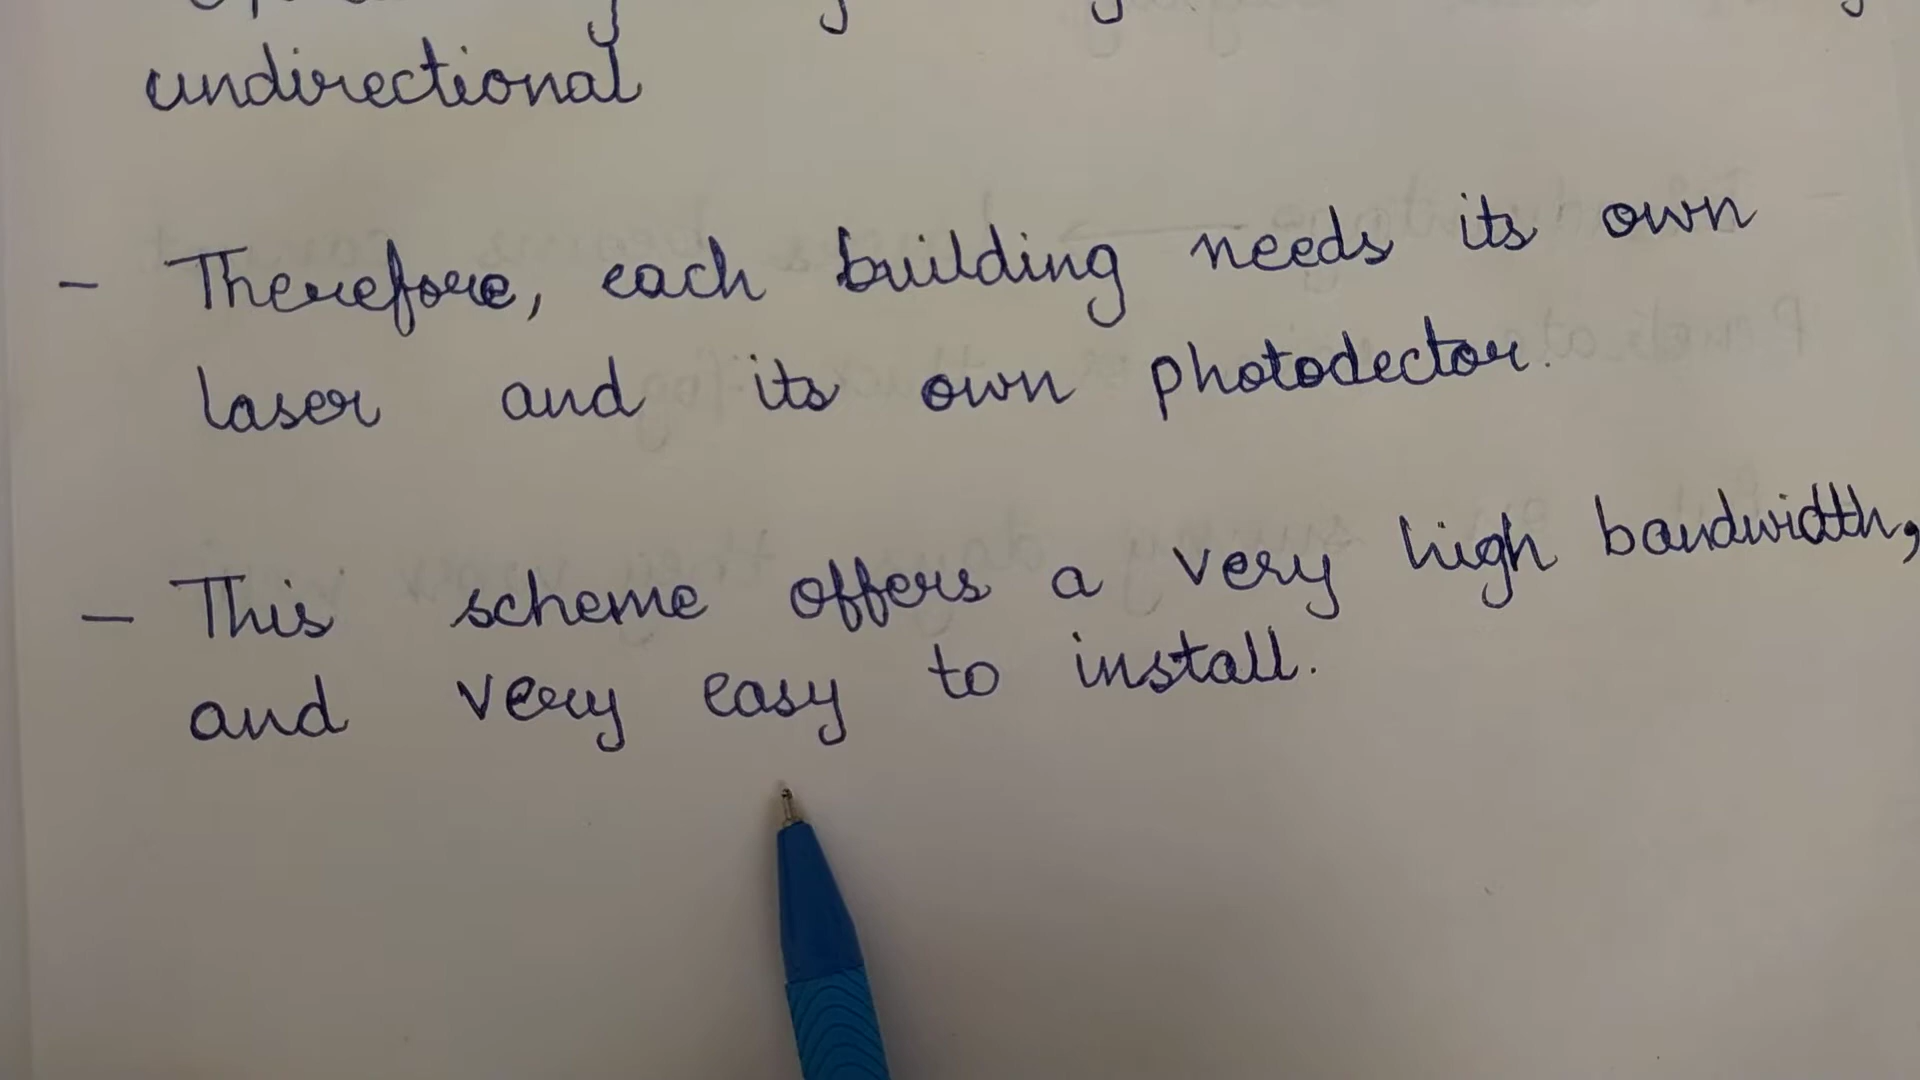 undirectional
- Therefore, each building needs its own
laser and its own photodector.
- This scheme offers a very high bandwidth,
and very easy to install.